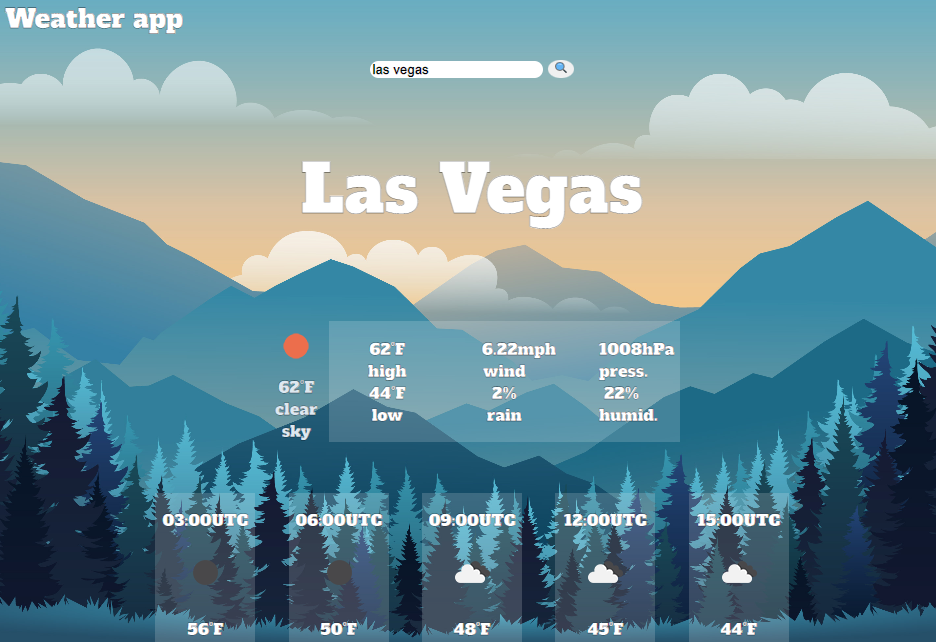 Weather app
las vegas
Las Vegas
62°F
clear
sky
62°F
high
44°F
low
6.22mph
wind
2%
rain
1008hPa
press.
22%
humid.
03:00UTC
56°F
06:00UTC
50°F
09:00UTC
48°F
12:00UTC
45°F
15:00UTC
44°F